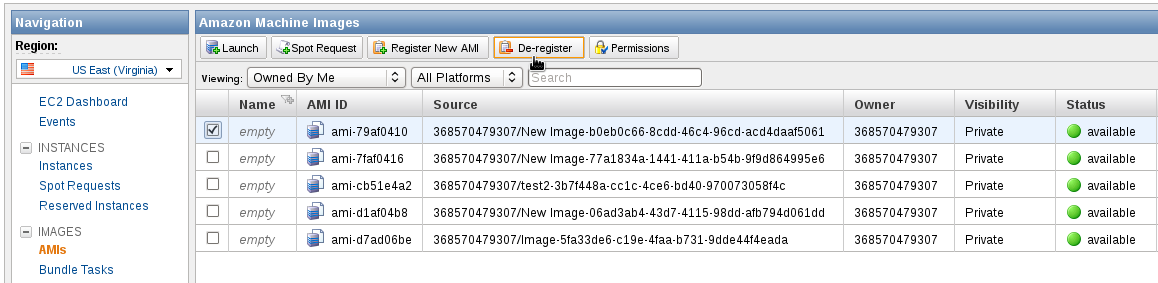 Navigation
Region:
US East (Virginia)
EC2 Dashboard
Events
INSTANCES
Instances
Spot Requests
Reserved Instances
IMAGES
AMIs
Bundle Tasks
Amazon Machine Images
Launch Spot Request Register New AMI De-register Permissions
Viewing: Owned By Me All Platforms Search
Name AMI ID Source Owner Visibility Status
empty ami-79af0410 368570479307/New Image-b0eb0c66-8cdd-46c4-96cd-acd4daaf5061 368570479307 Private available
empty ami-7faf0416 368570479307/New Image-77a1834a-1441-411a-b54b-9f9d864995e6 368570479307 Private available
empty ami-cb51e4a2 368570479307/test2-3b7f448a-cc1c-4ce6-bd40-970073058f4c 368570479307 Private available
empty ami-d1af04b8 368570479307/New Image-06ad3ab4-43d7-4115-98dd-afb794d061dd 368570479307 Private available
empty ami-d7ad06be 368570479307/Image-5fa33de6-c19e-4faa-b731-9dde44f4eada 368570479307 Private available